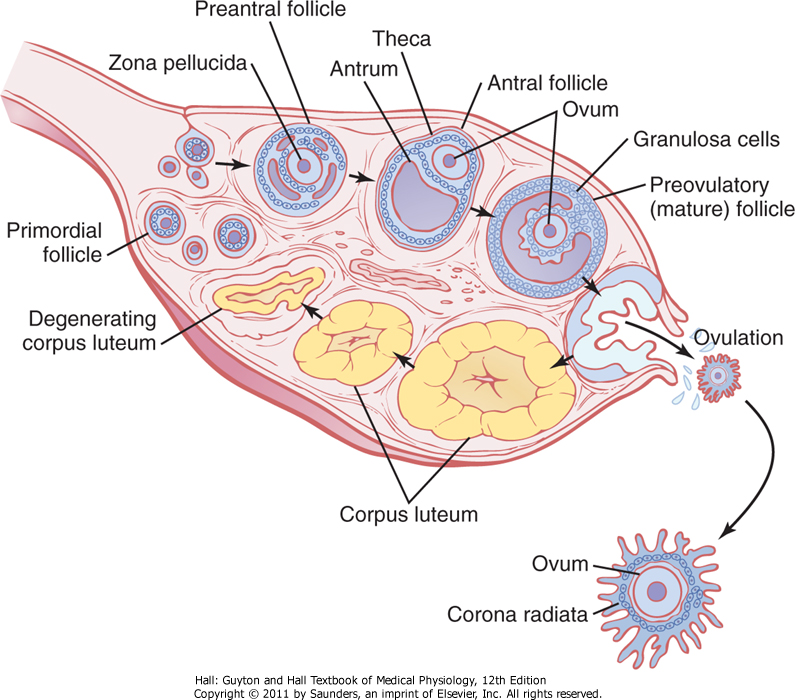 Preantral follicle
Theca
Zona pellucida
Antrum
Antral follicle
Ovum
Granulosa cells
Preovulatory
(mature) follicle
Primordial
follicle
Degenerating
corpus luteum
Ovulation
Corpus luteum
Ovum
Corona radiata
Hall: Guyton and Hall Textbook of Medical Physiology, 12th Edition
Copyright © 2011 by Saunders, an imprint of Elsevier, Inc. All rights reserved.